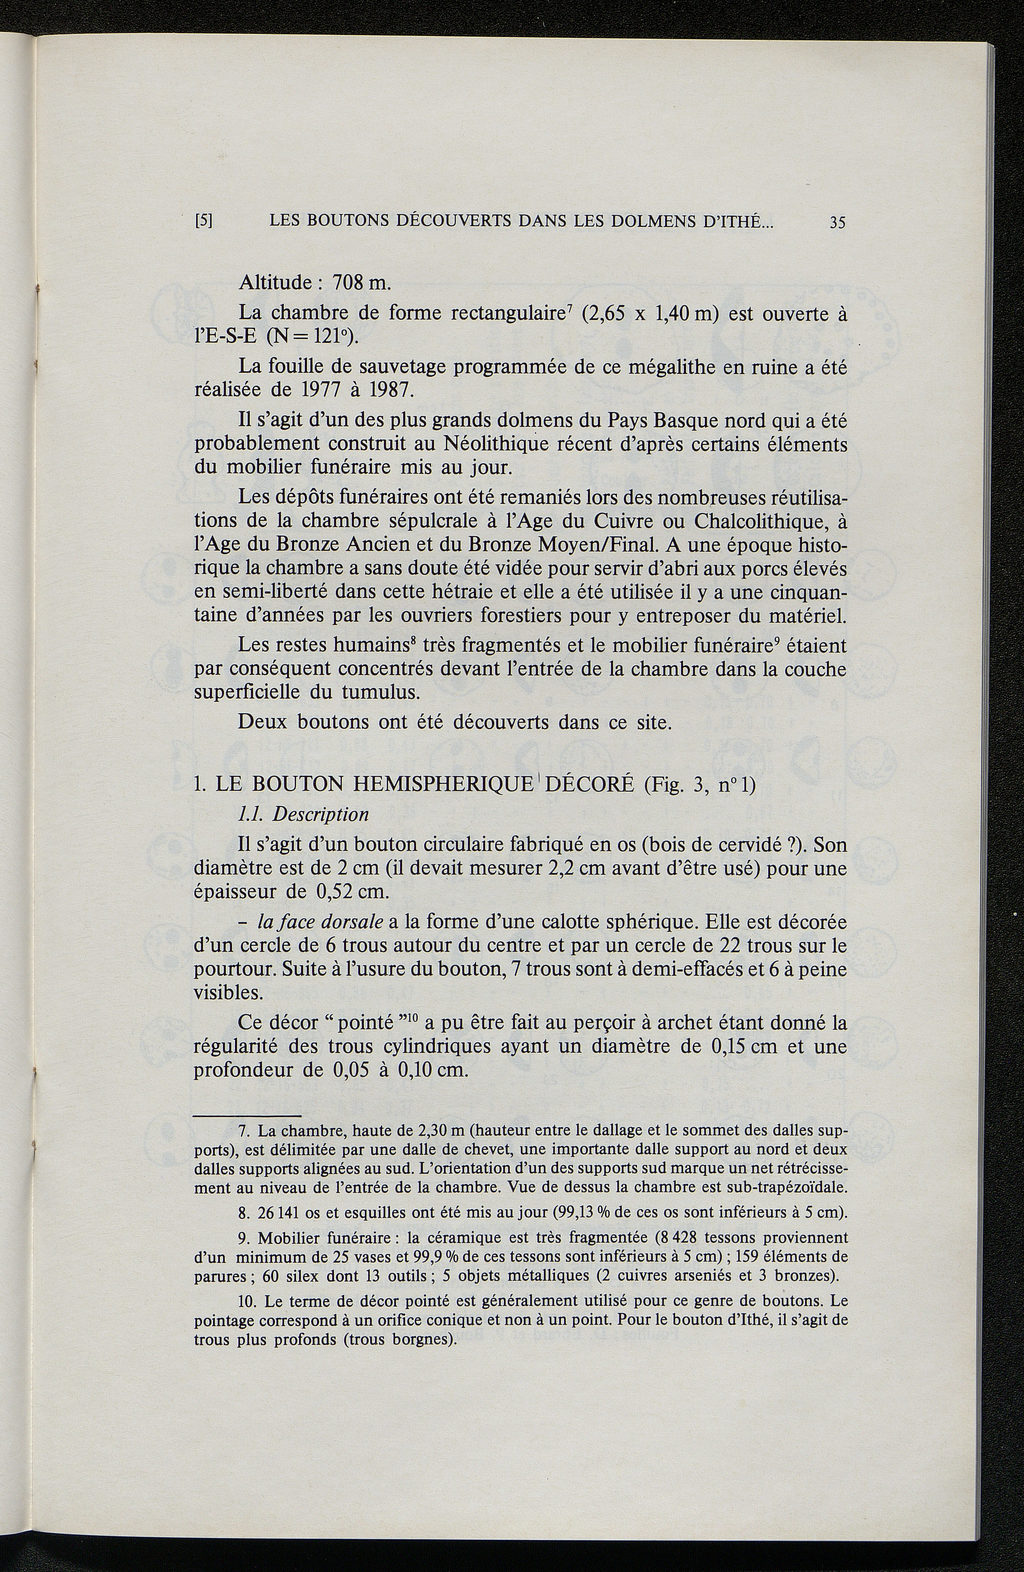 [5] LES BOUTONS DÉCOUVERTS DANS LES DOLMENS D'ITHÉ... 35
Altitude : 708 m.
La chambre de forme rectangulaire⁷ (2,65 x 1,40 m) est ouverte à
l'E-S-E (N = 121°).
La fouille de sauvetage programmée de ce mégalithe en ruine a été
réalisée de 1977 à 1987.
Il s'agit d'un des plus grands dolmens du Pays Basque nord qui a été
probablement construit au Néolithique récent d'après certains éléments
du mobilier funéraire mis au jour.
Les dépôts funéraires ont été remaniés lors des nombreuses réutilisa-
tions de la chambre sépulcrale à l'Age du Cuivre ou Chalcolithique, à
l'Age du Bronze Ancien et du Bronze Moyen/Final. A une époque histo-
rique la chambre a sans doute été vidée pour servir d'abri aux porcs élevés
en semi-liberté dans cette hétraie et elle a été utilisée il y a une cinquan-
taine d'années par les ouvriers forestiers pour y entreposer du matériel.
Les restes humains⁸ très fragmentés et le mobilier funéraire⁹ étaient
par conséquent concentrés devant l'entrée de la chambre dans la couche
superficielle du tumulus.
Deux boutons ont été découverts dans ce site.
1. LE BOUTON HEMISPHERIQUE DÉCORÉ (Fig. 3, n° 1)
1.1. Description
Il s'agit d'un bouton circulaire fabriqué en os (bois de cervidé ?). Son
diamètre est de 2 cm (il devait mesurer 2,2 cm avant d'être usé) pour une
épaisseur de 0,52 cm.
– la face dorsale a la forme d'une calotte sphérique. Elle est décorée
d'un cercle de 6 trous autour du centre et par un cercle de 22 trous sur le
pourtour. Suite à l'usure du bouton, 7 trous sont à demi-effacés et 6 à peine
visibles.
Ce décor “ pointé ”¹⁰ a pu être fait au perçoir à archet étant donné la
régularité des trous cylindriques ayant un diamètre de 0,15 cm et une
profondeur de 0,05 à 0,10 cm.
7. La chambre, haute de 2,30 m (hauteur entre le dallage et le sommet des dalles sup-
ports), est délimitée par une dalle de chevet, une importante dalle support au nord et deux
dalles supports alignées au sud. L'orientation d'un des supports sud marque un net rétrécisse-
ment au niveau de l'entrée de la chambre. Vue de dessus la chambre est sub-trapézoïdale.
8. 26 141 os et esquilles ont été mis au jour (99,13 % de ces os sont inférieurs à 5 cm).
9. Mobilier funéraire : la céramique est très fragmentée (8 428 tessons proviennent
d'un minimum de 25 vases et 99,9 % de ces tessons sont inférieurs à 5 cm) ; 159 éléments de
parures ; 60 silex dont 13 outils ; 5 objets métalliques (2 cuivres arseniés et 3 bronzes).
10. Le terme de décor pointé est généralement utilisé pour ce genre de boutons. Le
pointage correspond à un orifice conique et non à un point. Pour le bouton d'Ithé, il s'agit de
trous plus profonds (trous borgnes).